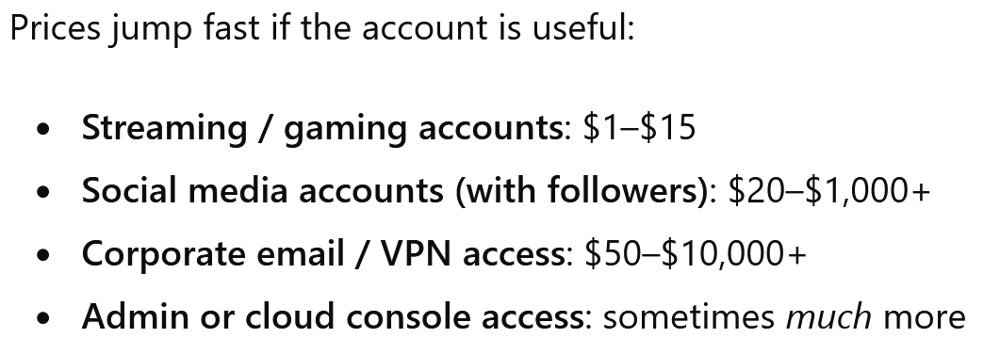 Prices jump fast if the account is useful:
• Streaming / gaming accounts: $1–$15
• Social media accounts (with followers): $20–$1,000+
• Corporate email / VPN access: $50–$10,000+
• Admin or cloud console access: sometimes much more